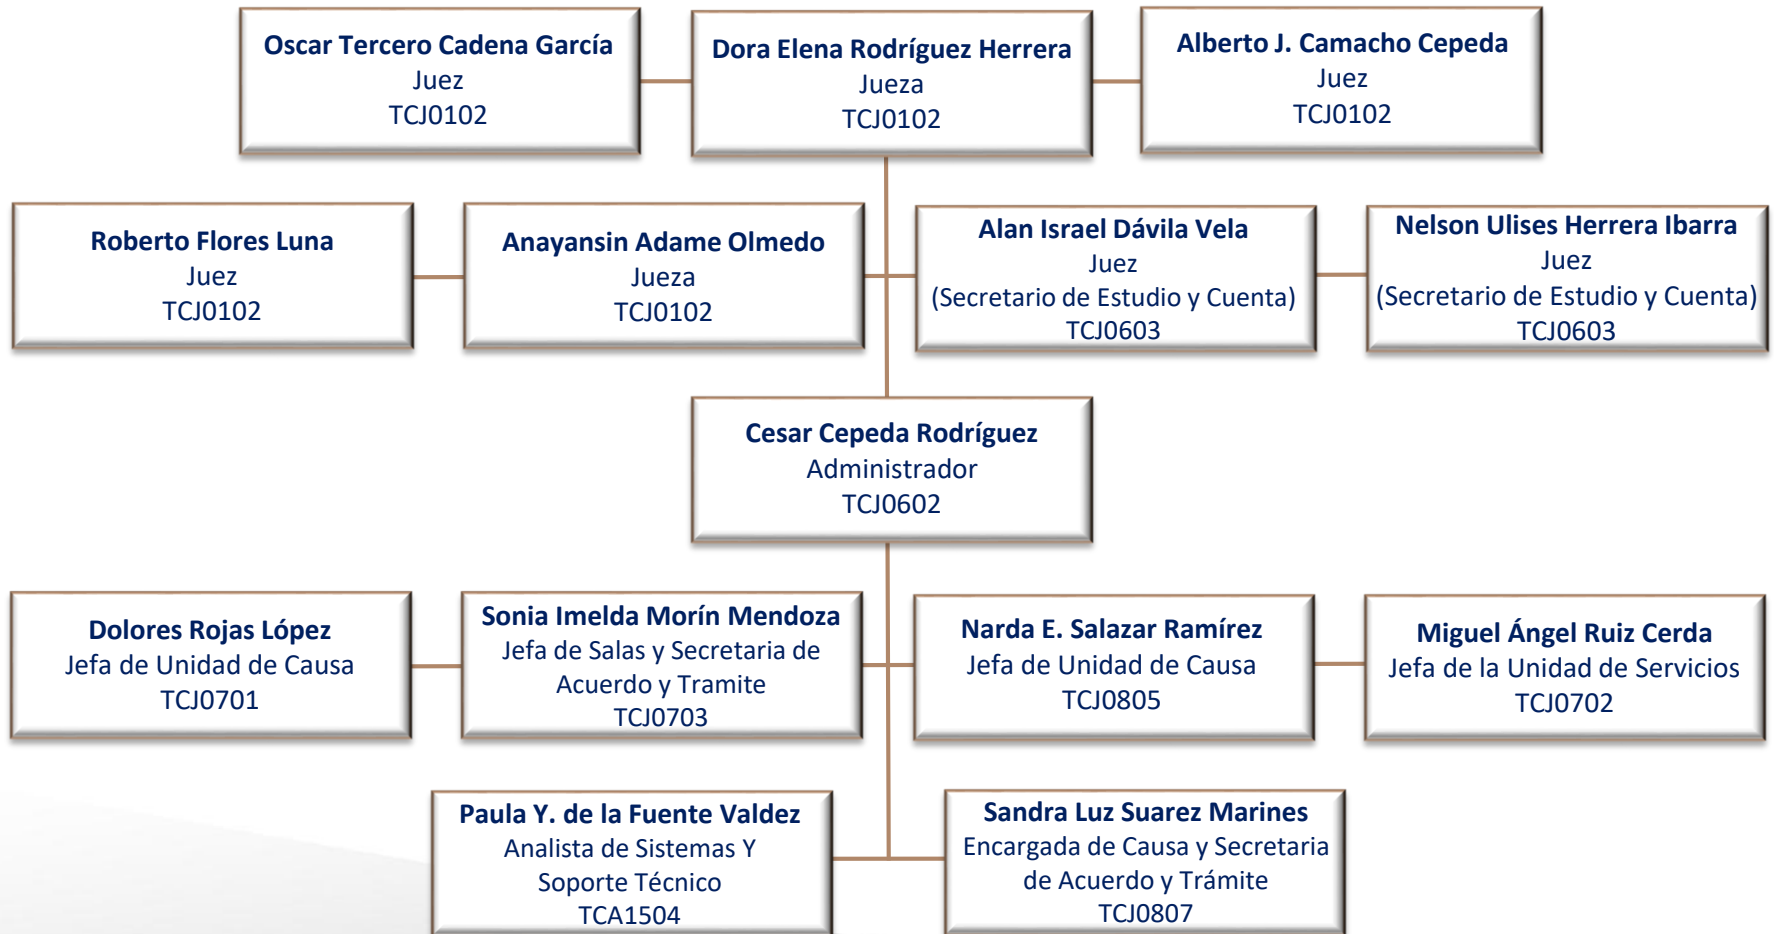 Oscar Tercero Cadena García
Juez
TCJ0102
Dora Elena Rodríguez Herrera
Jueza
TCJ0102
Alberto J. Camacho Cepeda
Juez
TCJ0102
Roberto Flores Luna
Juez
TCJ0102
Anayansin Adame Olmedo
Jueza
TCJ0102
Alan Israel Dávila Vela
Juez
(Secretario de Estudio y Cuenta)
TCJ0603
Nelson Ulises Herrera Ibarra
Juez
(Secretario de Estudio y Cuenta)
TCJ0603
Cesar Cepeda Rodríguez
Administrador
TCJ0602
Dolores Rojas López
Jefa de Unidad de Causa
TCJ0701
Sonia Imelda Morín Mendoza
Jefa de Salas y Secretaria de
Acuerdo y Tramite
TCJ0703
Narda E. Salazar Ramírez
Jefa de Unidad de Causa
TCJ0805
Miguel Ángel Ruiz Cerda
Jefa de la Unidad de Servicios
TCJ0702
Paula Y. de la Fuente Valdez
Analista de Sistemas Y
Soporte Técnico
TCA1504
Sandra Luz Suarez Marines
Encargada de Causa y Secretaria
de Acuerdo y Trámite
TCJ0807